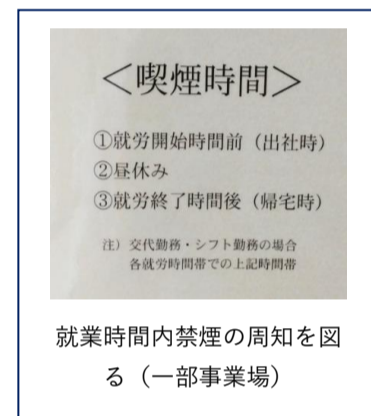 ＜喫煙時間＞
①就労開始時間前（出社時）
②昼休み
③就労終了時間後（帰宅時）
注）交代勤務・シフト勤務の場合
各就労時間帯での上記時間帯
就業時間内禁煙の周知を図
る（一部事業場）